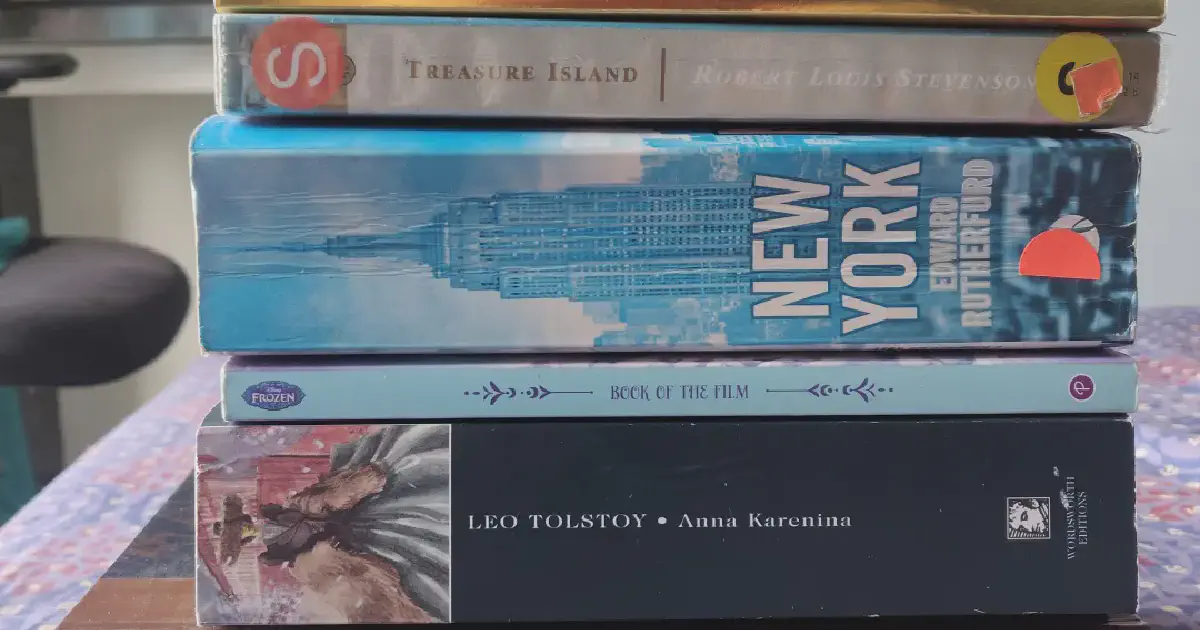 S
TREASURE ISLAND
ROBERT LOUIS STEVENSON
NEW
YORK
EDWARD
RUTHERFURD
Disney
FROZEN
BOOK OF THE FILM
P
LEO TOLSTOY • Anna Karenina
WORDSWORTH
EDITIONS